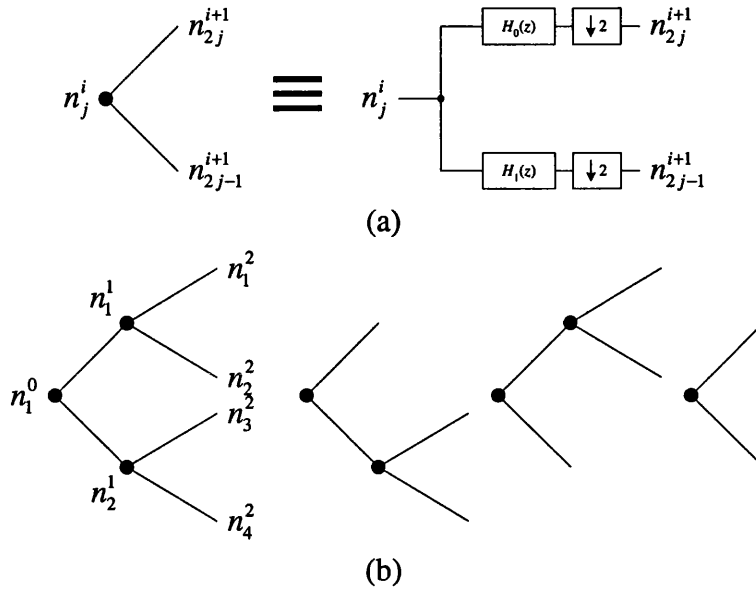 n_{2j}^{i+1}
n_j^i ≡ n_j^i H_0(z) ↓2 n_{2j}^{i+1}
n_{2j-1}^{i+1} H_1(z) ↓2 n_{2j-1}^{i+1}
(a)
n_1^2
n_1^1
n_2^2
n_1^0
n_3^2
n_2^1
n_4^2
(b)